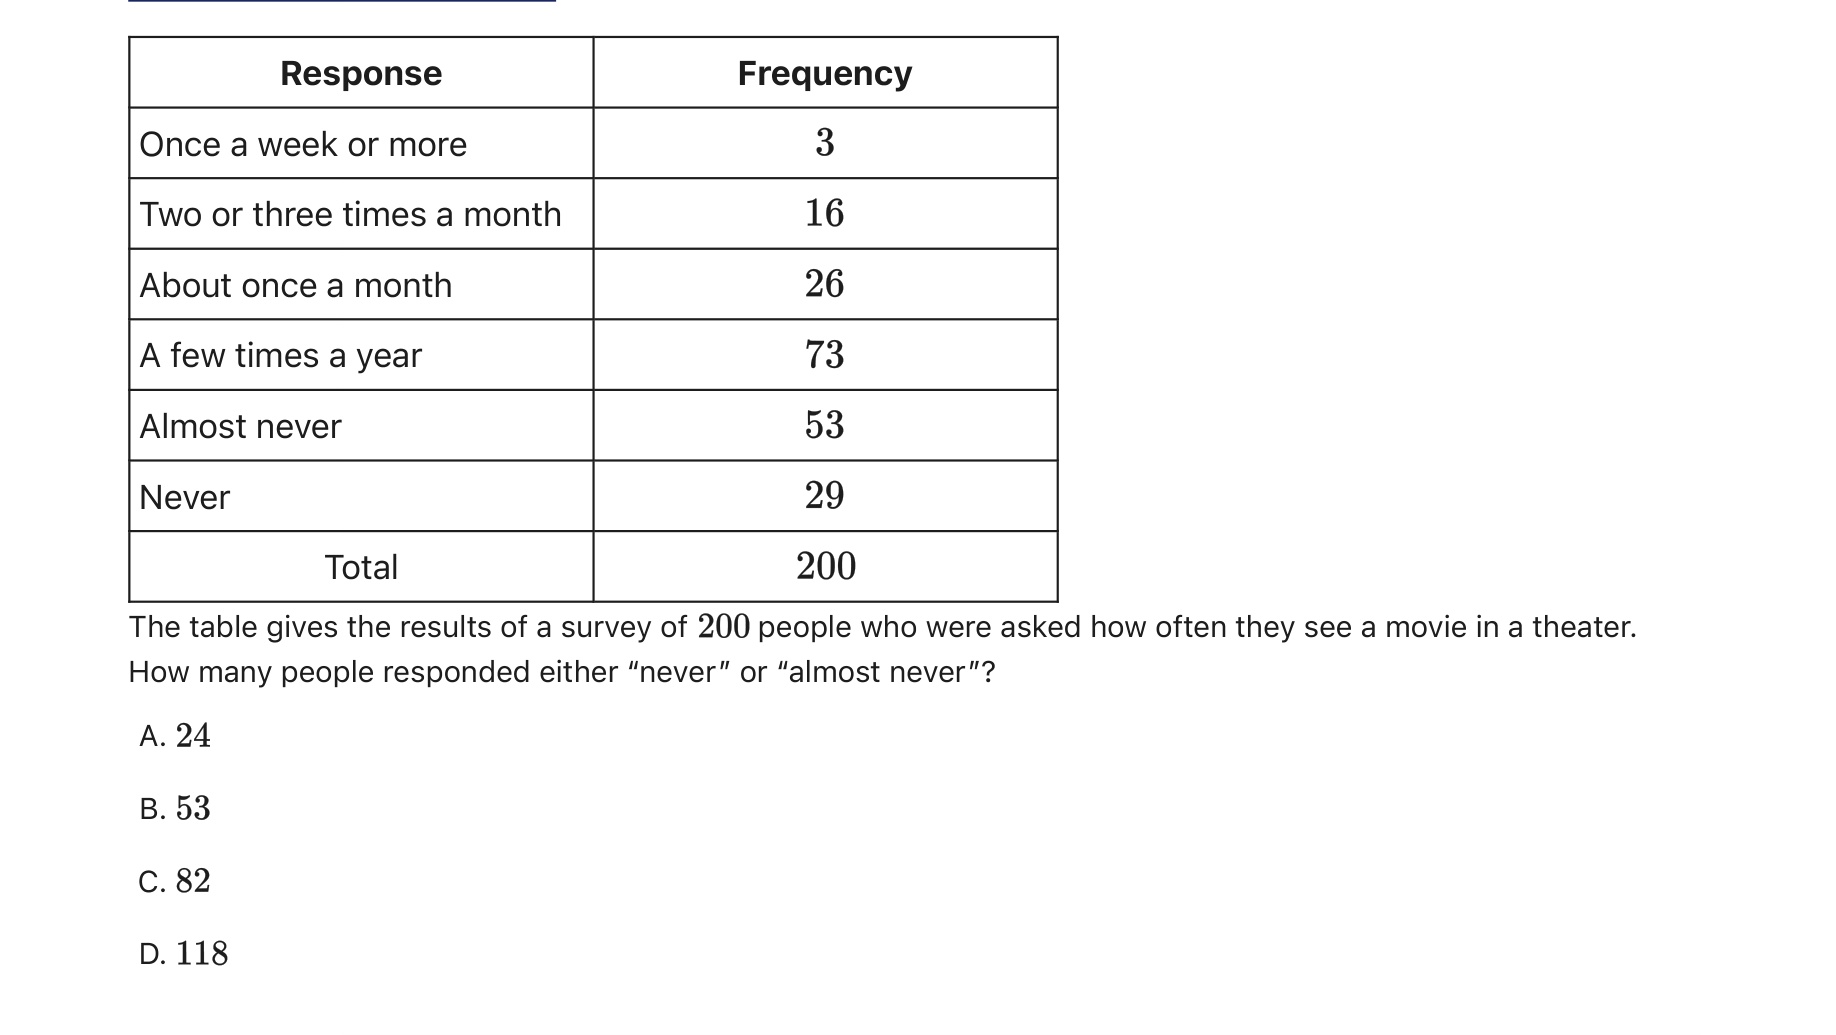 Response Frequency
Once a week or more 3
Two or three times a month 16
About once a month 26
A few times a year 73
Almost never 53
Never 29
Total 200
The table gives the results of a survey of 200 people who were asked how often they see a movie in a theater.
How many people responded either “never” or “almost never”?
A. 24
B. 53
C. 82
D. 118